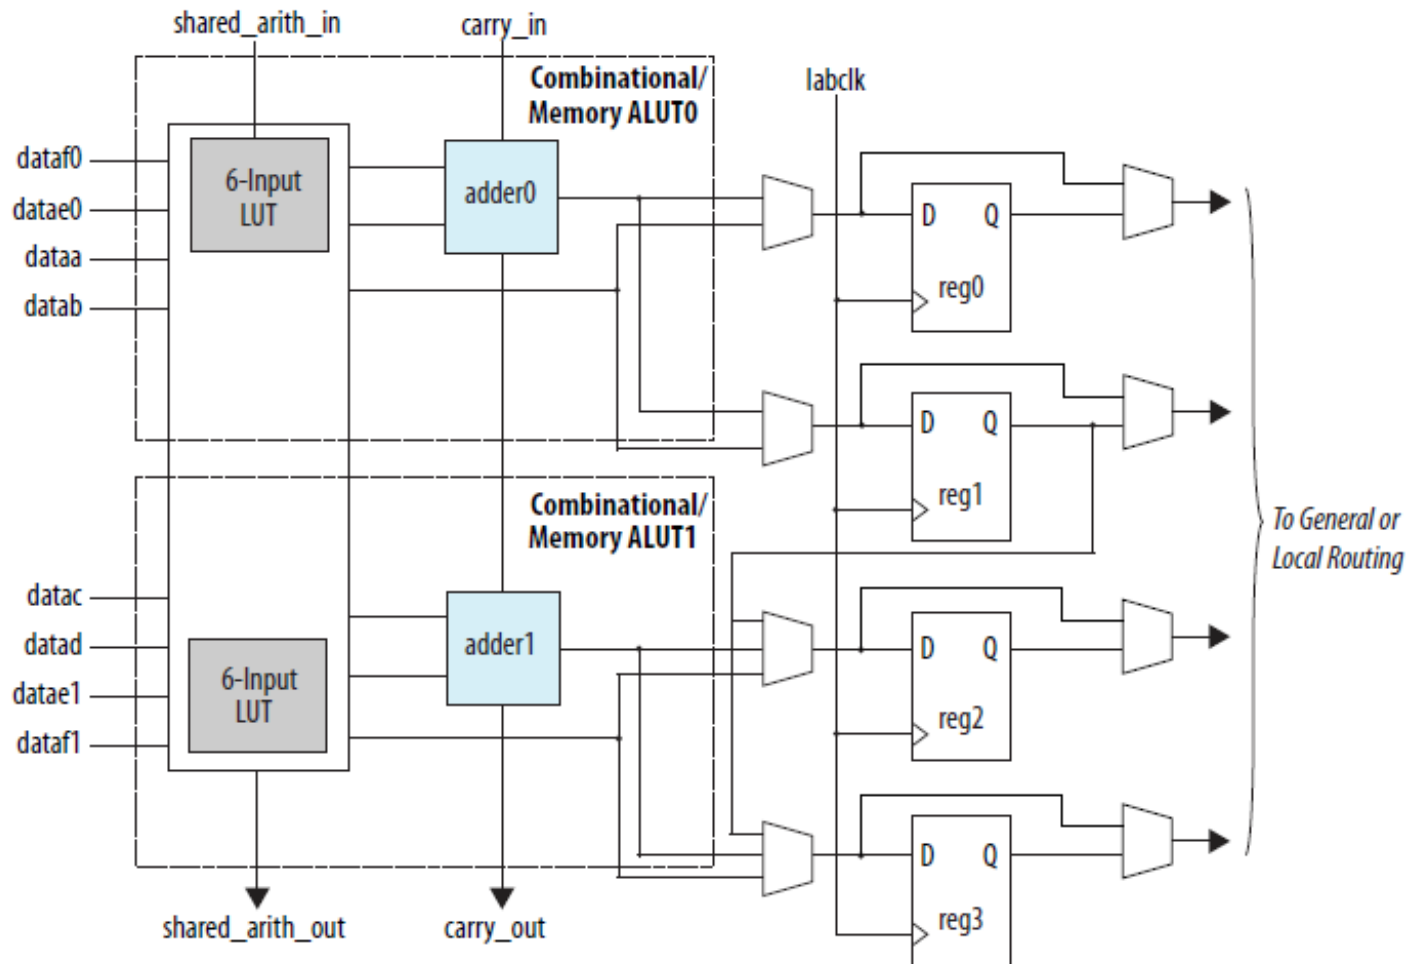 shared_arith_in
carry_in
Combinational/
Memory ALUT0
labclk
dataf0
datae0
dataa
datab
6-Input
LUT
adder0
D Q
reg0
D Q
reg1
Combinational/
Memory ALUT1
To General or
Local Routing
datac
datad
datae1
dataf1
6-Input
LUT
adder1
D Q
reg2
D Q
reg3
shared_arith_out
carry_out